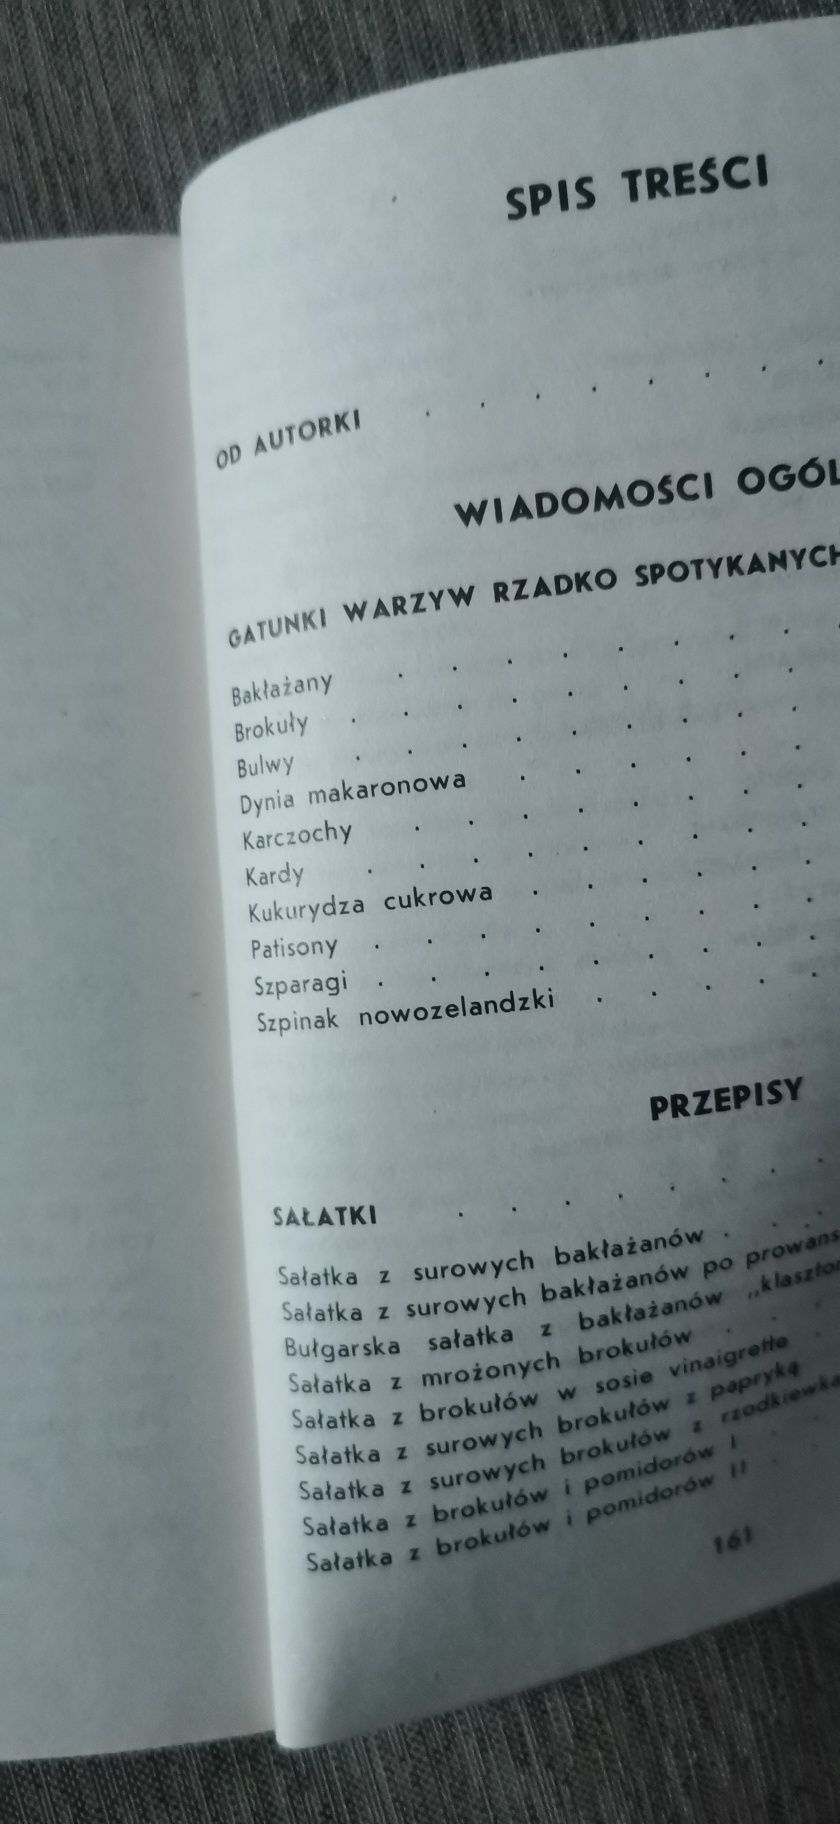 SPIS TREŚCI
OD AUTORKI . . . . . . . .
WIADOMOŚCI OGÓL
GATUNKI WARZYW RZADKO SPOTYKANYCH
Bakłażany . . . . . . . . .
Brokuły . . . . . . . . .
Bulwy . . . . . . . . .
Dynia makaronowa . . . . . .
Karczochy . . . . . . . .
Kardy . . . . . . . . .
Kukurydza cukrowa . . . . . .
Patisony . . . . . . . . .
Szparagi . . . . . . . . .
Szpinak nowozelandzki . . . . .
PRZEPISY
SAŁATKI . . . . . . . .
Sałatka z surowych bakłażanów . . .
Sałatka z surowych bakłażanów po prowans
Bułgarska sałatka z bakłażanów „klasztor
Sałatka z mrożonych brokułów . . .
Sałatka z brokułów w sosie vinaigrette .
Sałatka z surowych brokułów z papryką
Sałatka z surowych brokułów z rzodkiewka
Sałatka z brokułów i pomidorów I . .
Sałatka z brokułów i pomidorów II . .
161